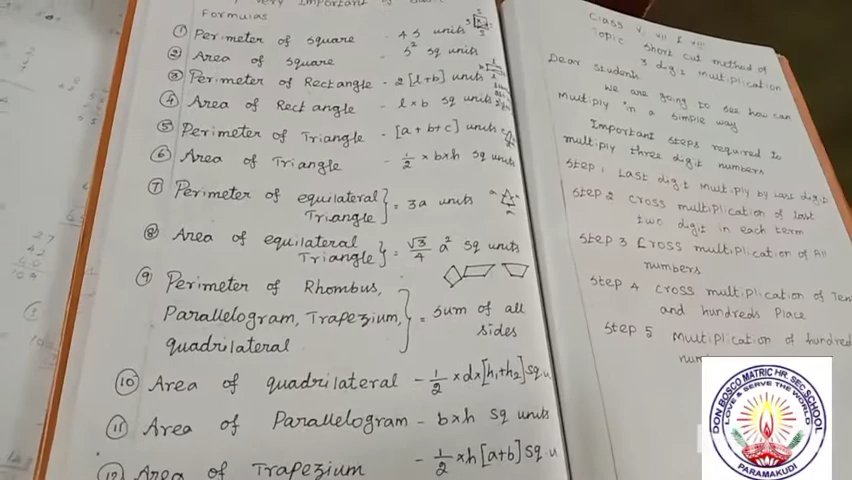 very Important
Formulas
① Perimeter of square - 4s units
② Area of square - s² sq units
③ Perimeter of Rectangle - 2[l+b] units
④ Area of Rectangle - l×b sq units
⑤ Perimeter of Triangle - [a+b+c] units
⑥ Area of Triangle - 1/2 × b×h sq units
⑦ Perimeter of equilateral
Triangle } = 3a units
⑧ Area of equilateral
Triangle } = √3/4 a² sq units
⑨ Perimeter of Rhombus,
Parallelogram, Trapezium, = sum of all
quadrilateral } sides
⑩ Area of quadrilateral - 1/2 × d×[h₁+h₂] sq u
⑪ Area of Parallelogram - b×h sq units
⑫ Area of Trapezium - 1/2 ×h[a+b] sq u
Class V, VII & VIII
Topic Short cut method of
3 digit multiplication
Dear Students
We are going to see how can
Multiply in a simple way
Important steps required to
multiply three digit numbers
Step 1 Last digit Multiply by Last digit
Step 2 Cross multiplication of last
two digit in each term
Step 3 Cross multiplication of All
numbers
Step 4 Cross multiplication of Ten
and hundreds Place
Step 5 Multiplication of hundred
num
DON BOSCO MATRIC HR. SEC. SCHOOL
LOVE & SERVE THE WORLD
PARAMAKUDI